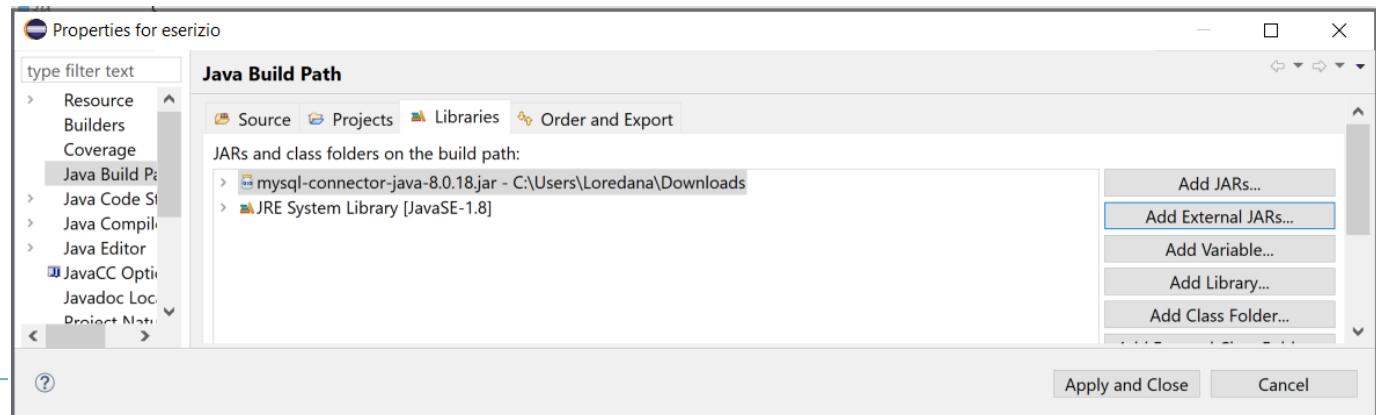 Properties for eserizio
type filter text
Java Build Path
Resource
Builders
Coverage
Java Build Pa
Java Code St
Java Compil
Java Editor
JavaCC Opti
Javadoc Loc
Project Natu
Source
Projects
Libraries
Order and Export
JARs and class folders on the build path:
mysql-connector-java-8.0.18.jar - C:\Users\Loredana\Downloads
JRE System Library [JavaSE-1.8]
Add JARs...
Add External JARs...
Add Variable...
Add Library...
Add Class Folder...
Apply and Close
Cancel